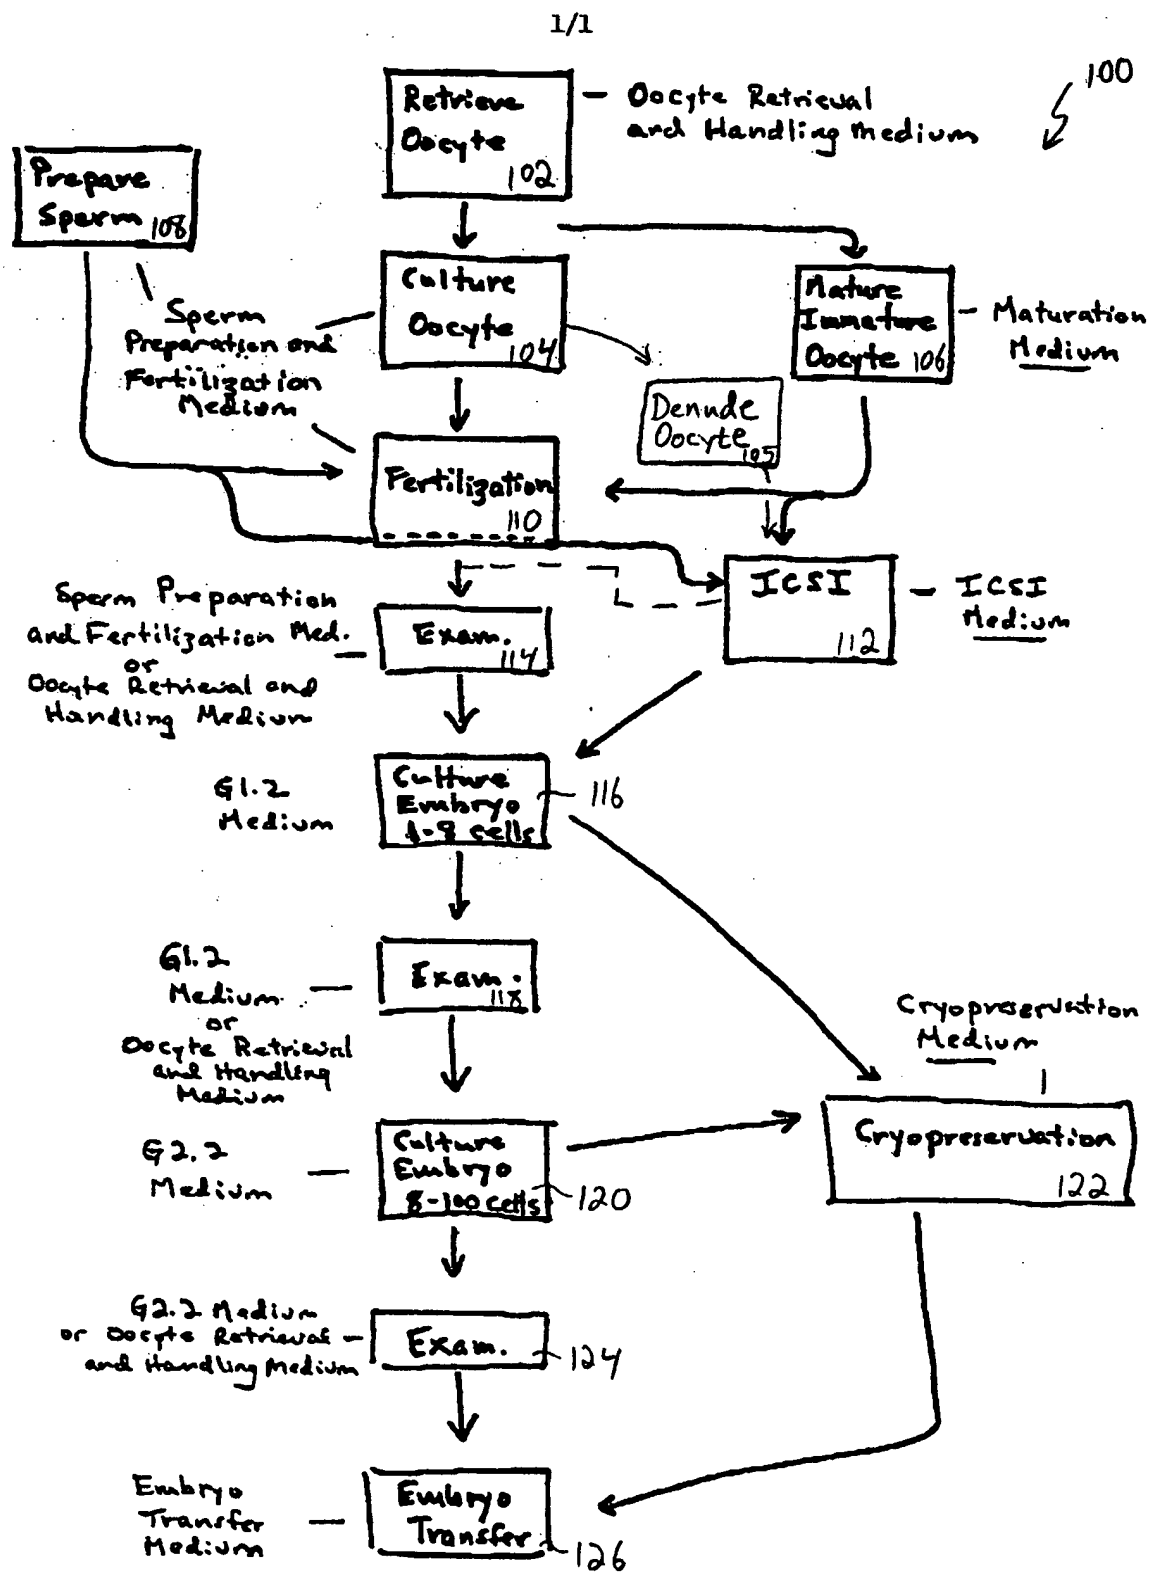 1/1
100
Retrieve
Oocyte
102
— Oocyte Retrieval
and Handling Medium
Prepare
Sperm 108
Culture
Oocyte
104
Mature
Immature
Oocyte 106
— Maturation
Medium
Sperm
Preparation and
Fertilization
Medium
Denude
Oocyte
105
Fertilization
110
ICSI
112
— ICSI
Medium
Sperm Preparation
and Fertilization Med.
or
Oocyte Retrieval and
Handling Medium
Exam.
114
G1.2
Medium
Culture
Embryo
1-8 cells
116
G1.2
Medium
or
Oocyte Retrieval
and Handling
Medium
Exam.
118
Cryopreservation
Medium
G2.2
Medium
Culture
Embryo
8-100 cells
120
Cryopreservation
122
G2.2 Medium
or Oocyte Retrieval
and Handling Medium
Exam.
124
Embryo
Transfer
Medium
Embryo
Transfer
126